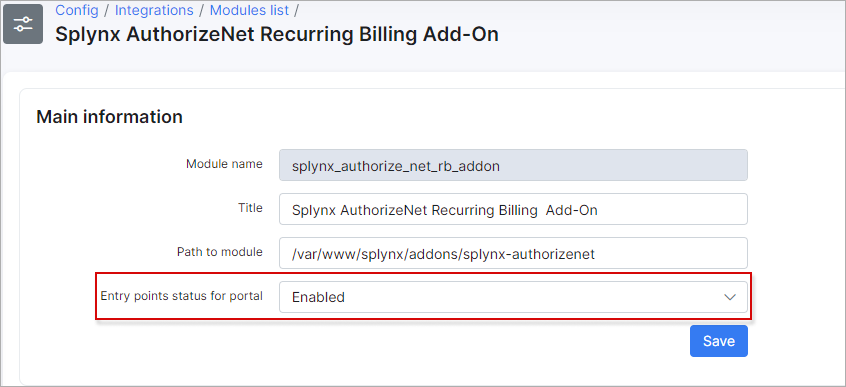 Config / Integrations / Modules list /
Splynx AuthorizeNet Recurring Billing Add-On
Main information
Module name splynx_authorize_net_rb_addon
Title Splynx AuthorizeNet Recurring Billing  Add-On
Path to module /var/www/splynx/addons/splynx-authorizenet
Entry points status for portal Enabled
Save